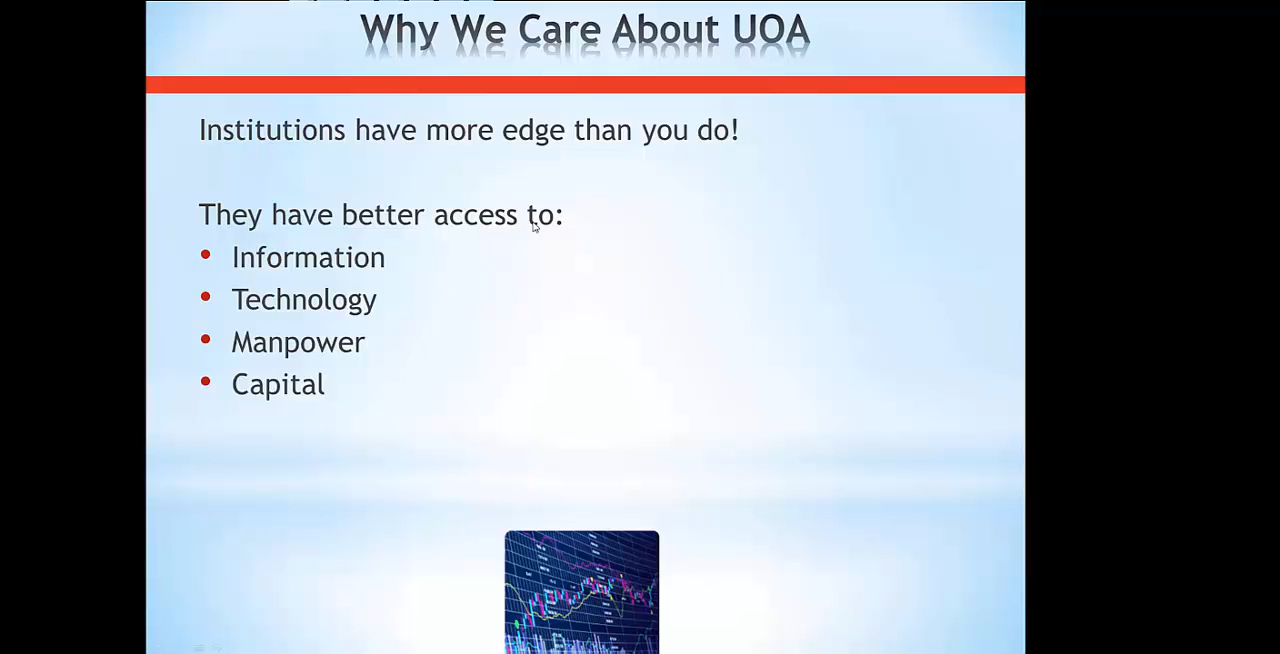 Why We Care About UOA
Institutions have more edge than you do!
They have better access to:
• Information
• Technology
• Manpower
• Capital